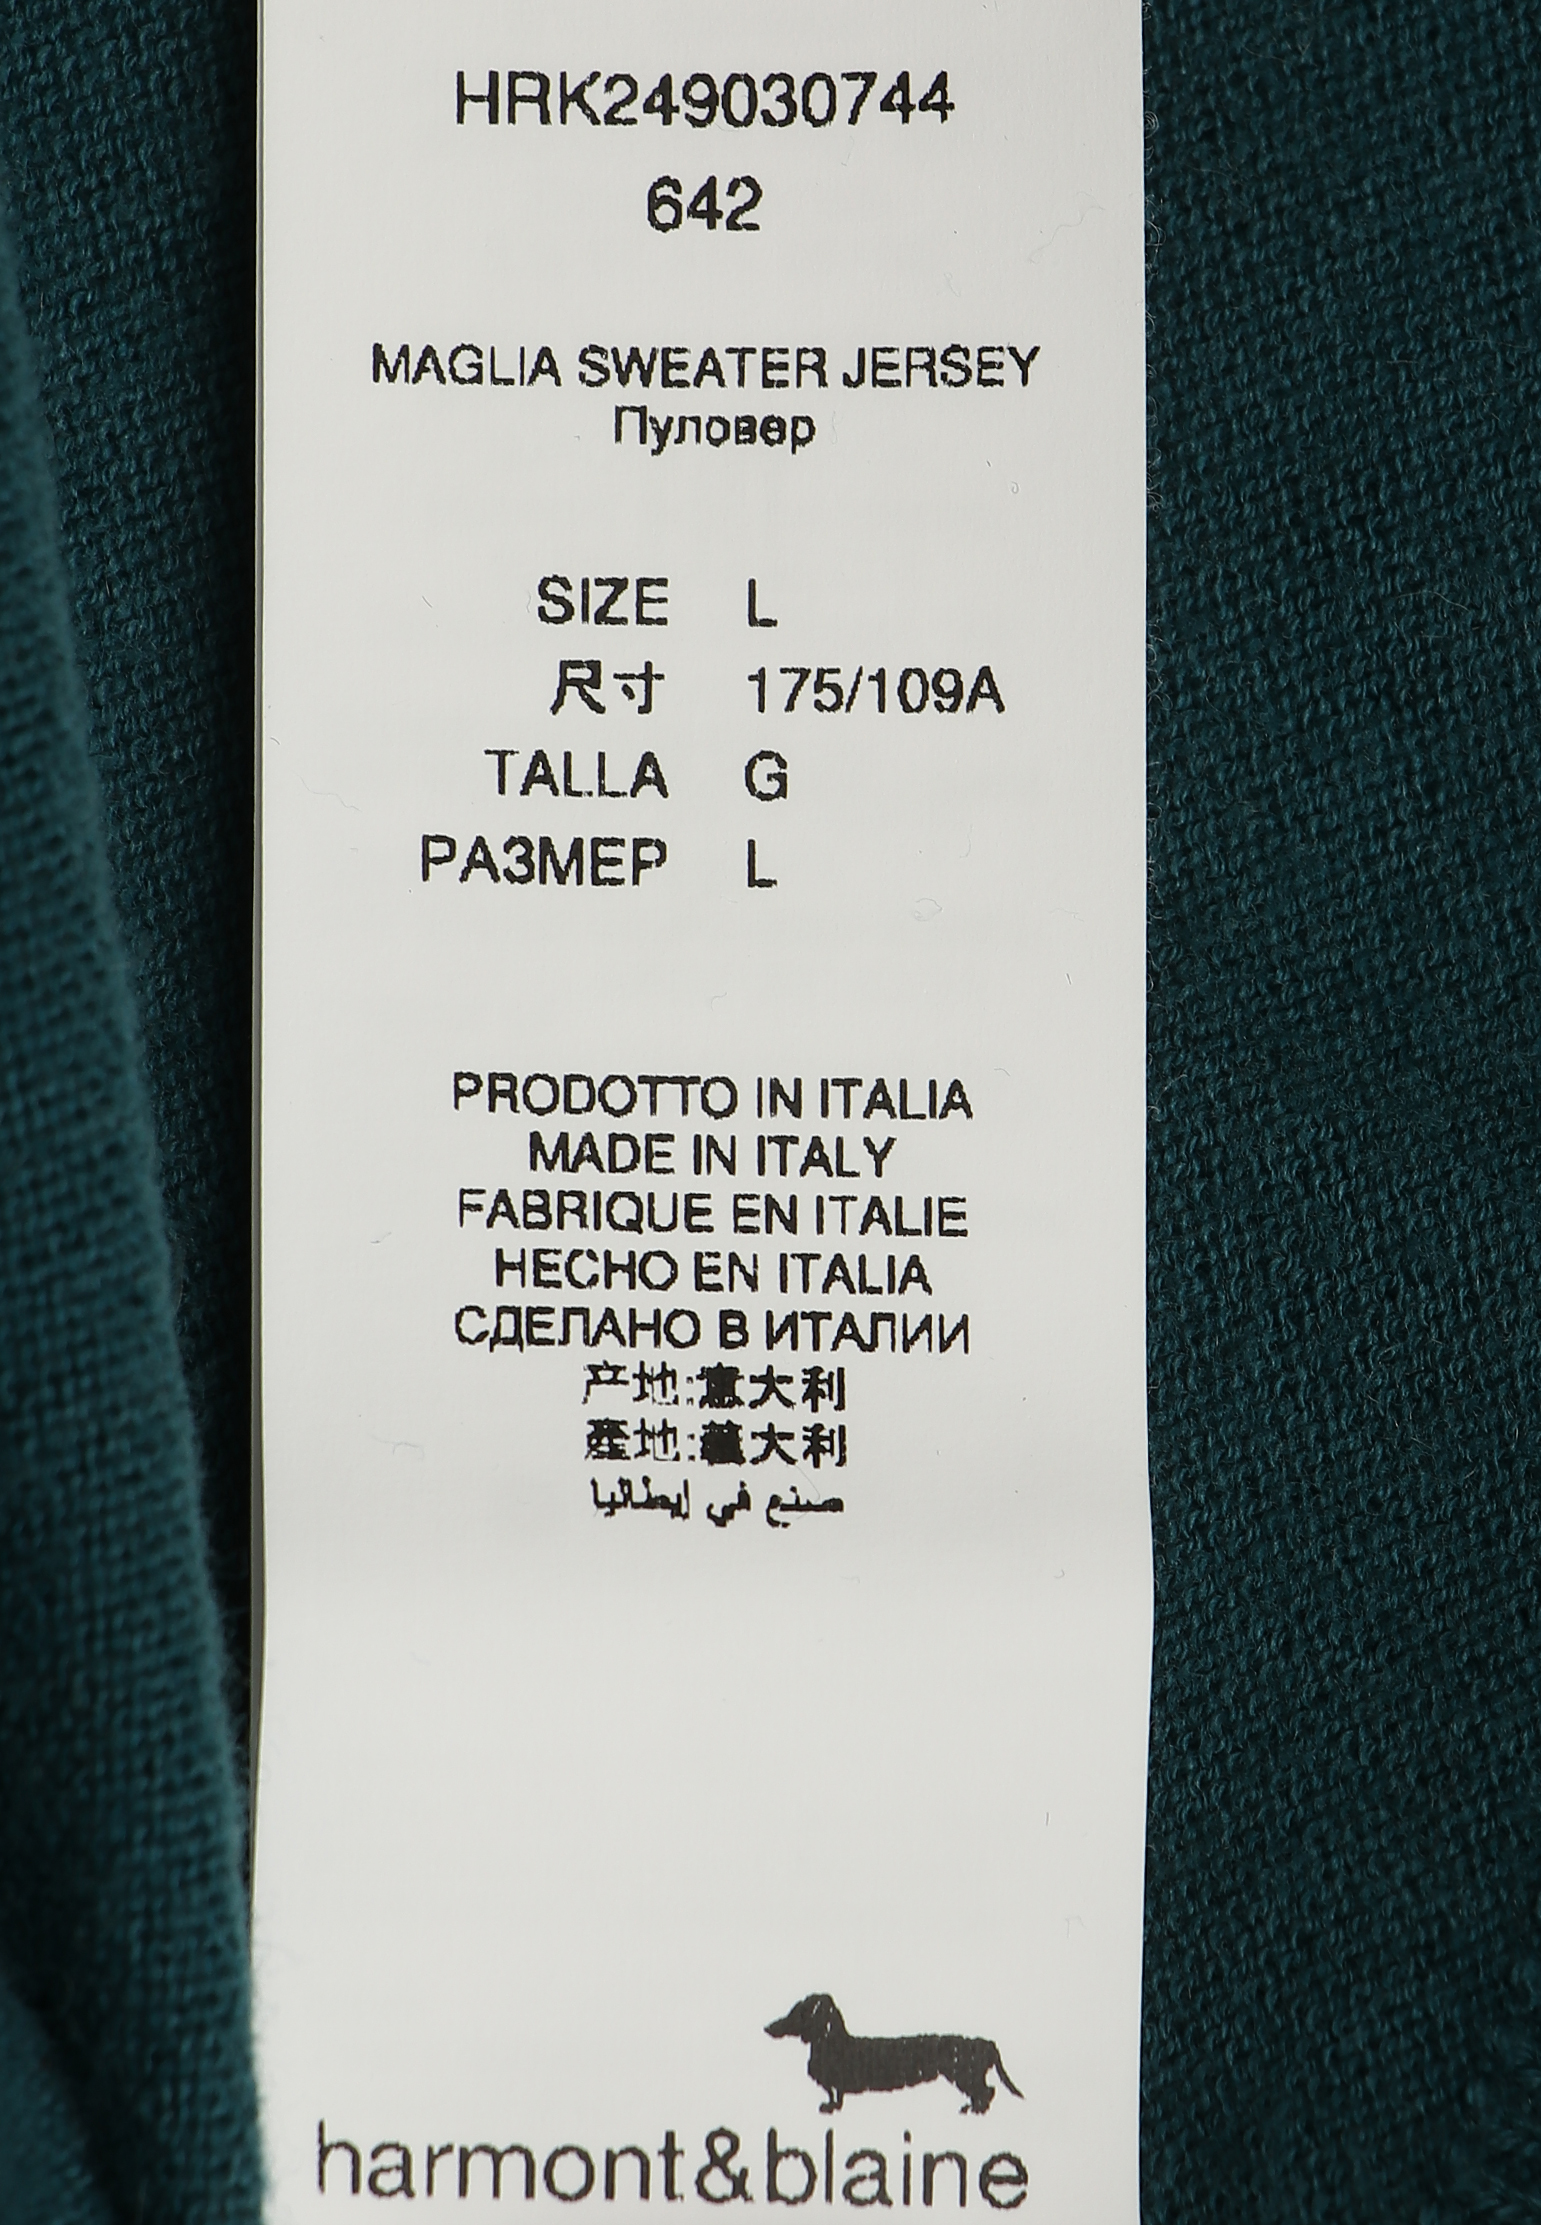 HRK249030744
642
MAGLIA SWEATER JERSEY
Пуловер
SIZE L
尺寸 175/109A
TALLA G
РАЗМЕР L
PRODOTTO IN ITALIA
MADE IN ITALY
FABRIQUE EN ITALIE
HECHO EN ITALIA
СДЕЛАНО В ИТАЛИИ
产地:意大利
產地:義大利
صنع في إيطاليا
harmont&blaine